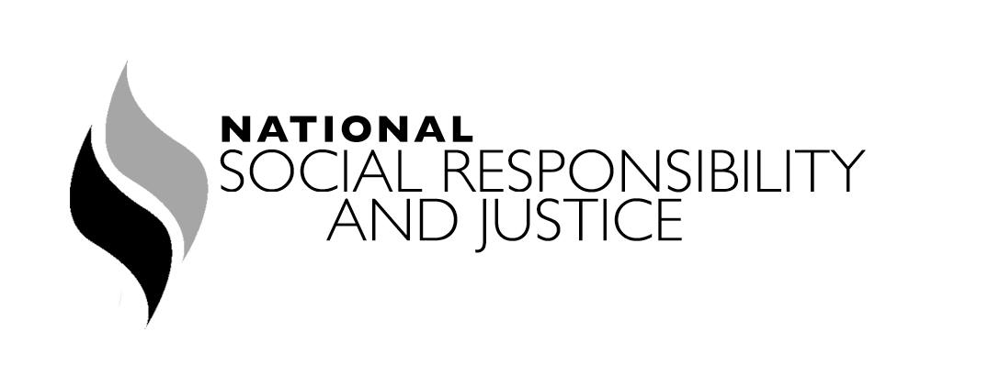 NATIONAL
SOCIAL RESPONSIBILITY
AND JUSTICE